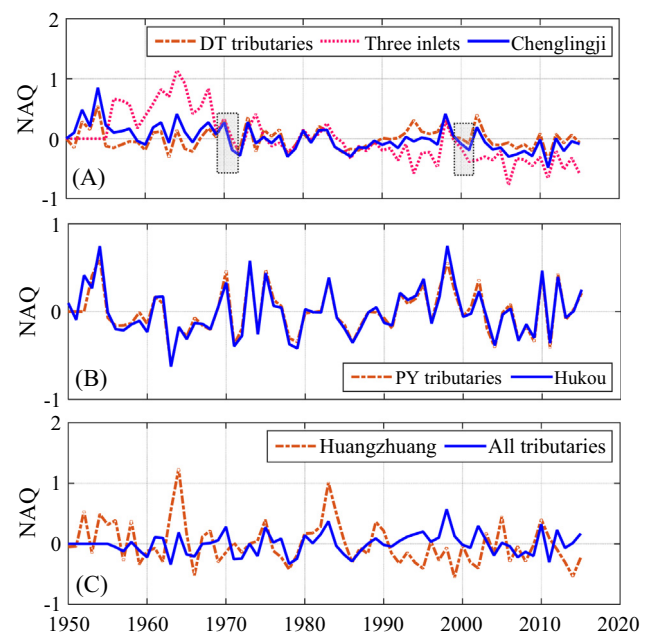 2
DT tributaries Three inlets Chenglingji
1
NAQ
0
(A)
-1
1
NAQ
0
(B)
PY tributaries Hukou
-1
2
Huangzhuang All tributaries
1
NAQ
0
(C)
-1
1950 1960 1970 1980 1990 2000 2010 2020